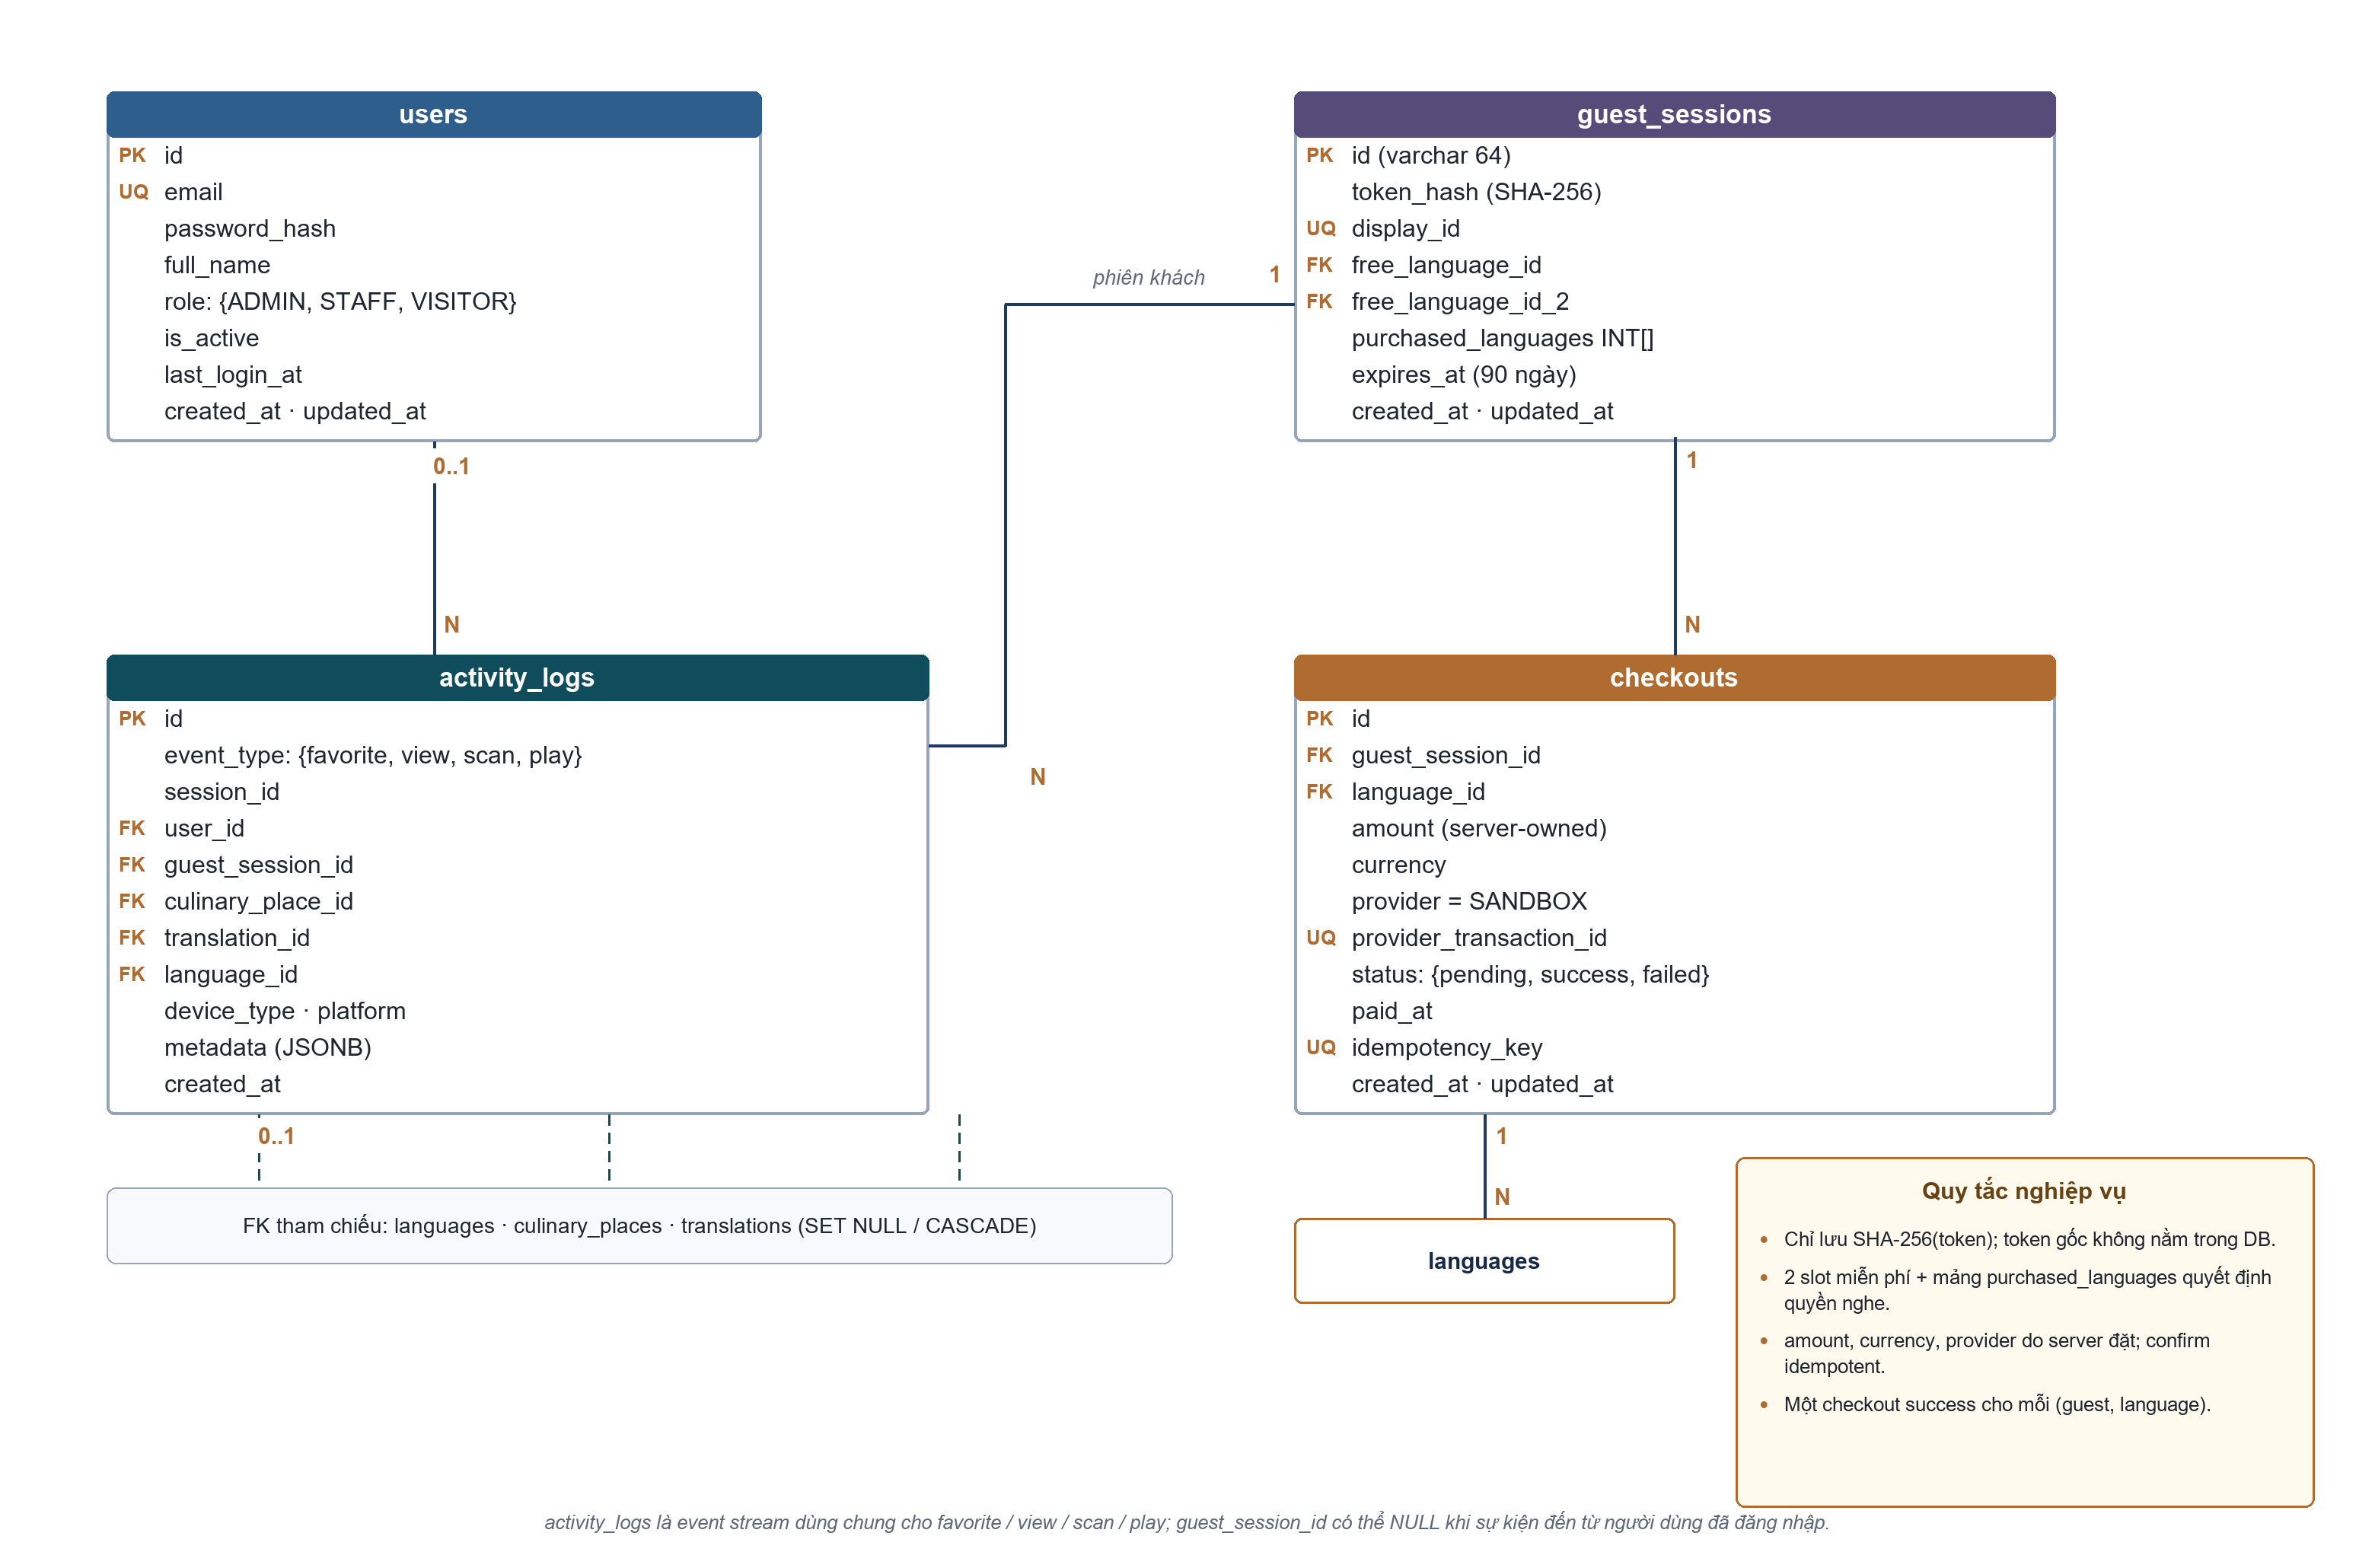 users
PK id
UQ email
password_hash
full_name
role: {ADMIN, STAFF, VISITOR}
is_active
last_login_at
created_at · updated_at
guest_sessions
PK id (varchar 64)
token_hash (SHA-256)
UQ display_id
FK free_language_id
FK free_language_id_2
purchased_languages INT[]
expires_at (90 ngày)
created_at · updated_at
phiên khách
1
0..1
N
1
N
N
activity_logs
PK id
event_type: {favorite, view, scan, play}
session_id
FK user_id
FK guest_session_id
FK culinary_place_id
FK translation_id
FK language_id
device_type · platform
metadata (JSONB)
created_at
checkouts
PK id
FK guest_session_id
FK language_id
amount (server-owned)
currency
provider = SANDBOX
UQ provider_transaction_id
status: {pending, success, failed}
paid_at
UQ idempotency_key
created_at · updated_at
0..1
FK tham chiếu: languages · culinary_places · translations (SET NULL / CASCADE)
1
N
languages
Quy tắc nghiệp vụ
• Chỉ lưu SHA-256(token); token gốc không nằm trong DB.
• 2 slot miễn phí + mảng purchased_languages quyết định
quyền nghe.
• amount, currency, provider do server đặt; confirm
idempotent.
• Một checkout success cho mỗi (guest, language).
activity_logs là event stream dùng chung cho favorite / view / scan / play; guest_session_id có thể NULL khi sự kiện đến từ người dùng đã đăng nhập.